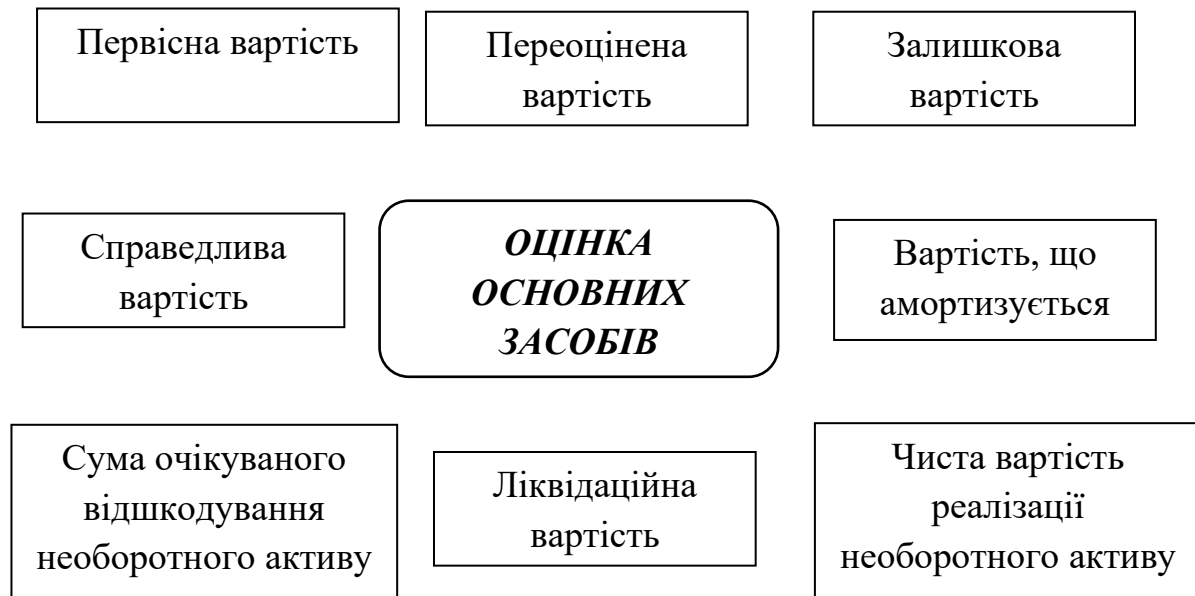 Первісна вартість
Переоцінена
вартість
Залишкова
вартість
Справедлива
вартість
ОЦІНКА
ОСНОВНИХ
ЗАСОБІВ
Вартість, що
амортизується
Сума очікуваного
відшкодування
необоротного активу
Ліквідаційна
вартість
Чиста вартість
реалізації
необоротного активу